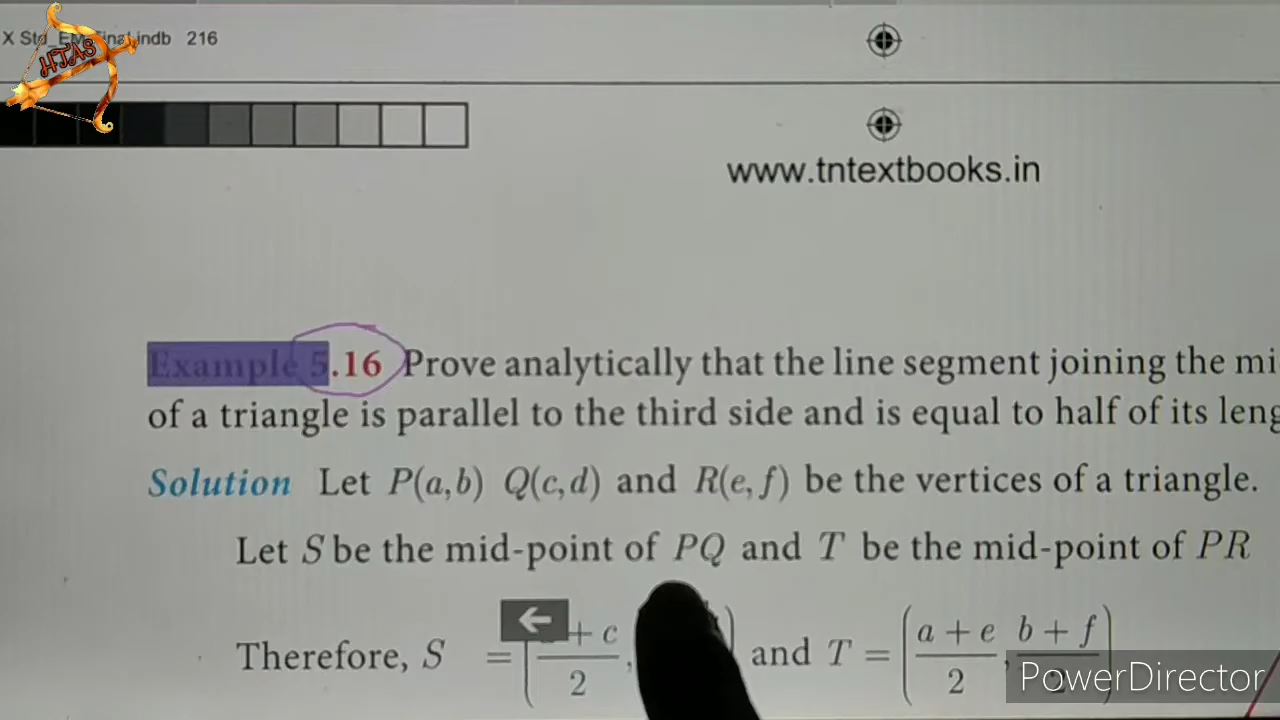 X Std_EM Final.indb 216
HTAS
www.tntextbooks.in
Example 5.16 Prove analytically that the line segment joining the mi
of a triangle is parallel to the third side and is equal to half of its leng
Solution Let P(a,b) Q(c,d) and R(e,f) be the vertices of a triangle.
Let S be the mid-point of PQ and T be the mid-point of PR
Therefore, S = ( + c / 2 , ) and T = ( a + e / 2 , b + f / 2 )
PowerDirector